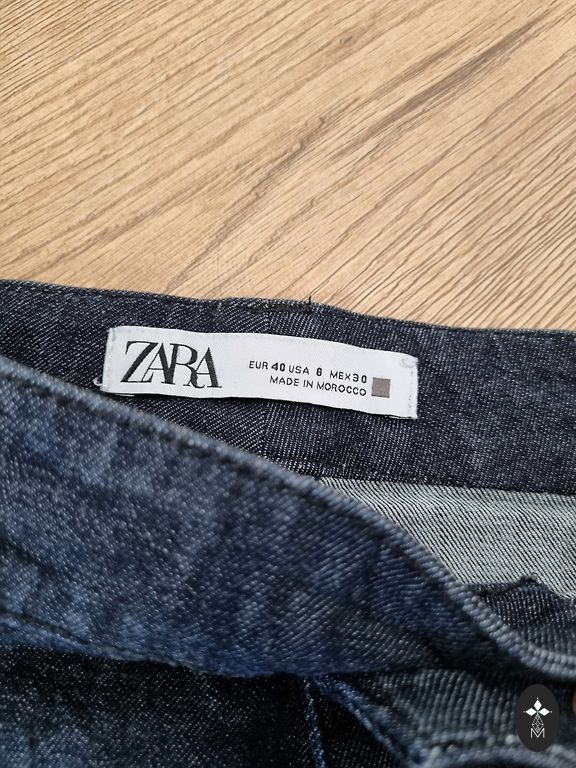 ZARA
EUR 40 USA 8 MEX 30
MADE IN MOROCCO
M